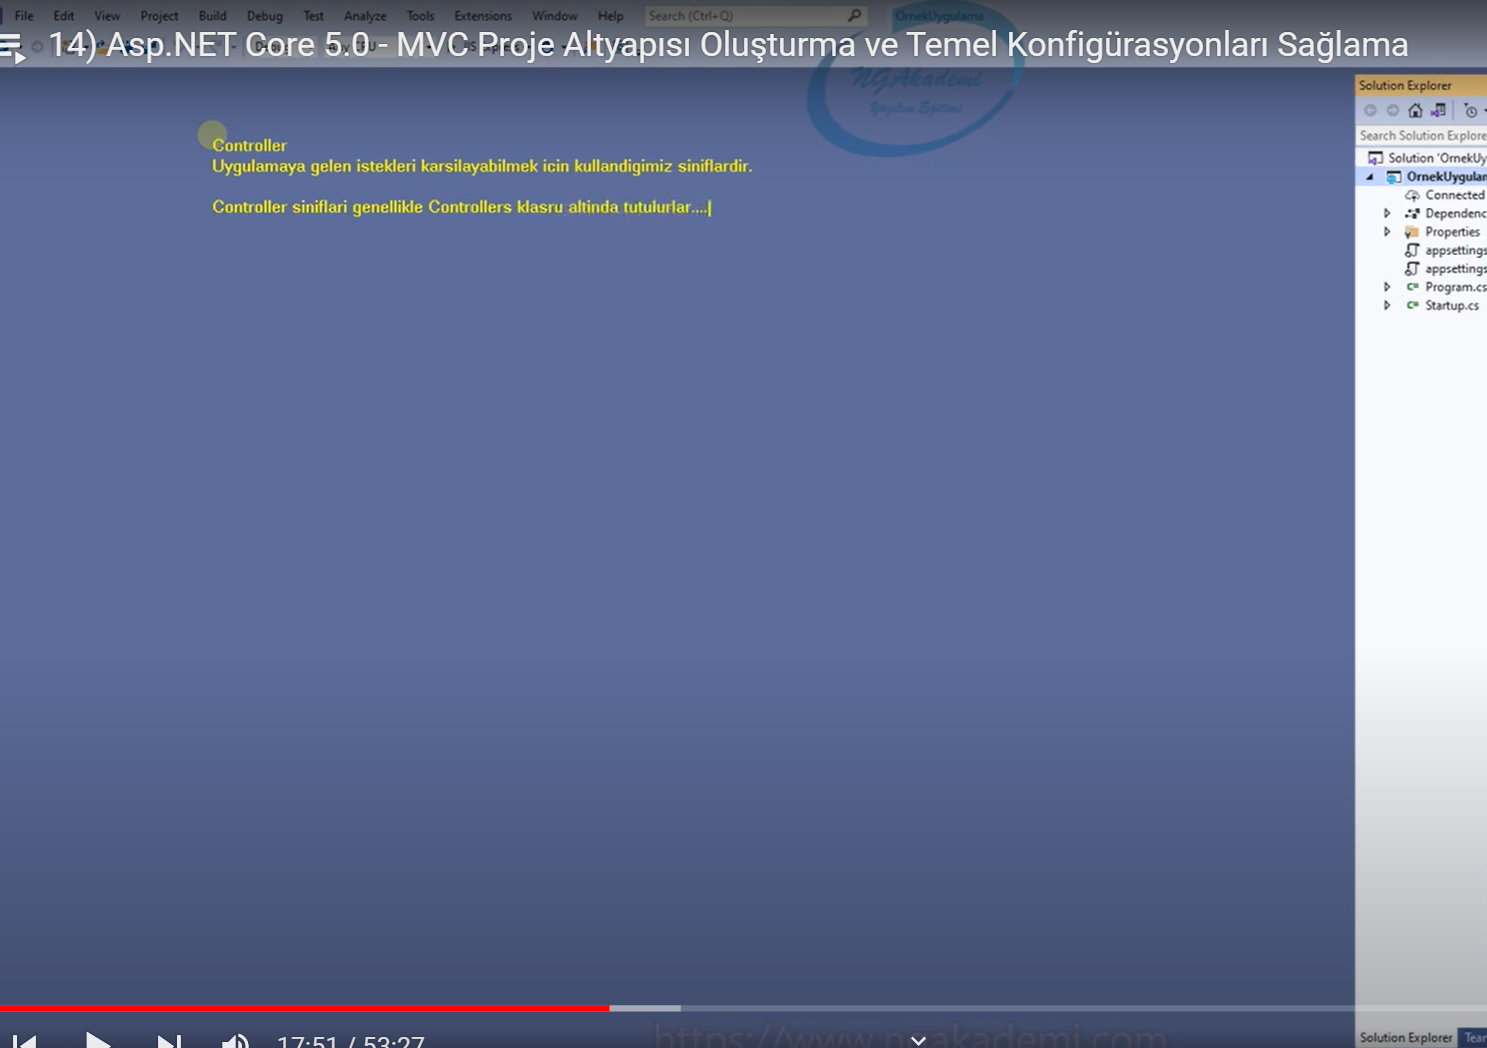 File Edit View Project Build Debug Test Analyze Tools Extensions Window Help Search (Ctrl+Q) OrnekUygulama
14) Asp.NET Core 5.0 - MVC Proje Altyapısı Oluşturma ve Temel Konfigürasyonları Sağlama
NGAkademi
Yazılım Eğitimi
Solution Explorer
Search Solution Explore
Controller
Uygulamaya gelen istekleri karsilayabilmek icin kullandigimiz siniflardir.
Controller siniflari genellikle Controllers klasru altinda tutulurlar....
Solution 'OrnekUy
OrnekUygulam
Connected
Dependenc
Properties
appsettings
appsettings
C# Program.cs
C# Startup.cs
17:51 / 53:27
https://www.ngakademi.com
Solution Explorer Tear